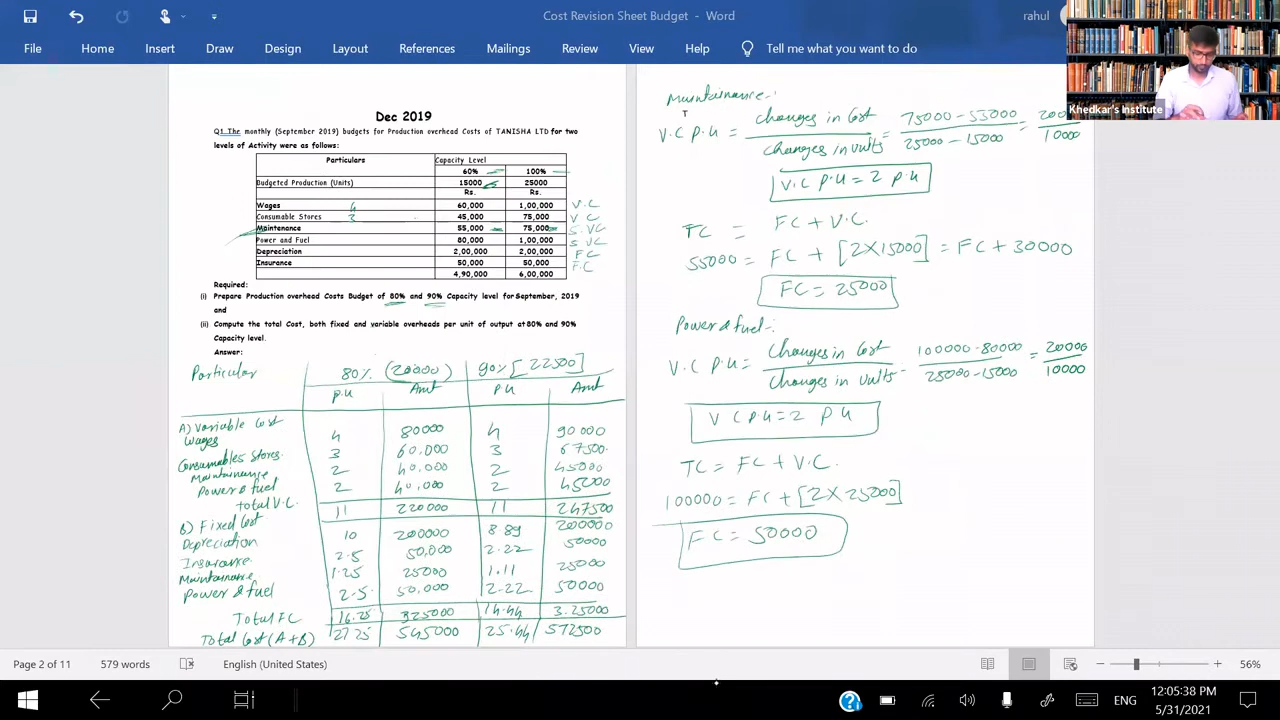 Cost Revision Sheet Budget - Word
rahul
File Home Insert Draw Design Layout References Mailings Review View Help Tell me what you want to do
Khedkar's Institute
Dec 2019
Q1 The monthly (September 2019) budgets for Production overhead Costs of TANISHA LTD for two
levels of Activity were as follows:
Particulars Capacity Level
60% 100%
Budgeted Production (Units) 15000 25000
Rs. Rs.
Wages 4 60,000 1,00,000 V.C
Consumable Stores 3 45,000 75,000 V C
Maintenance 55,000 75,000 S.VC
Power and Fuel 80,000 1,00,000 S.VC
Depreciation 2,00,000 2,00,000 FC
Insurance 50,000 50,000 F.C
4,90,000 6,00,000
Required:
(i) Prepare Production overhead Costs Budget of 80% and 90% Capacity level for September, 2019
and
(ii) Compute the total Cost, both fixed and variable overheads per unit of output at 80% and 90%
Capacity level.
Answer:
Particular 80% (20000) 90% [22500]
P.U Amt P.U Amt
A) Variable Cost
Wages 4 80000 4 90000
Consumables Stores 3 60,000 3 67500
Maintainance 2 40,000 2 45000
Power & fuel 2 40,000 2 45000
Total V.C. 11 220000 11 247500
B) Fixed Cost
Depreciation 10 200000 8.89 200000
Insurance 2.5 50,000 2.22 50000
Maintainance 1.25 25000 1.11 25000
Power & fuel 2.5 50,000 2.22 50000
Total FC 16.25 325000 14.44 3.25000
Total Cost (A+B) 27.25 545000 25.44 572500
Maintainance:-
V.C P.U = changes in Cost / changes in units = 75000 - 55000 / 25000 - 15000 = 200 / 10000
V.C P.U = 2 P.U
TC = FC + V.C.
55000 = FC + [2X15000] = FC + 30000
FC = 25000
Power & fuel:-
V.C P.U = Changes in Cost / Changes in units 100000-80000 / 25000-15000 = 20000 / 10000
V C P.U = 2 P U
TC = FC + V.C.
100000 = FC + [2X25000]
FC = 50000
Page 2 of 11 579 words English (United States) 56%
ENG 12:05:38 PM
5/31/2021